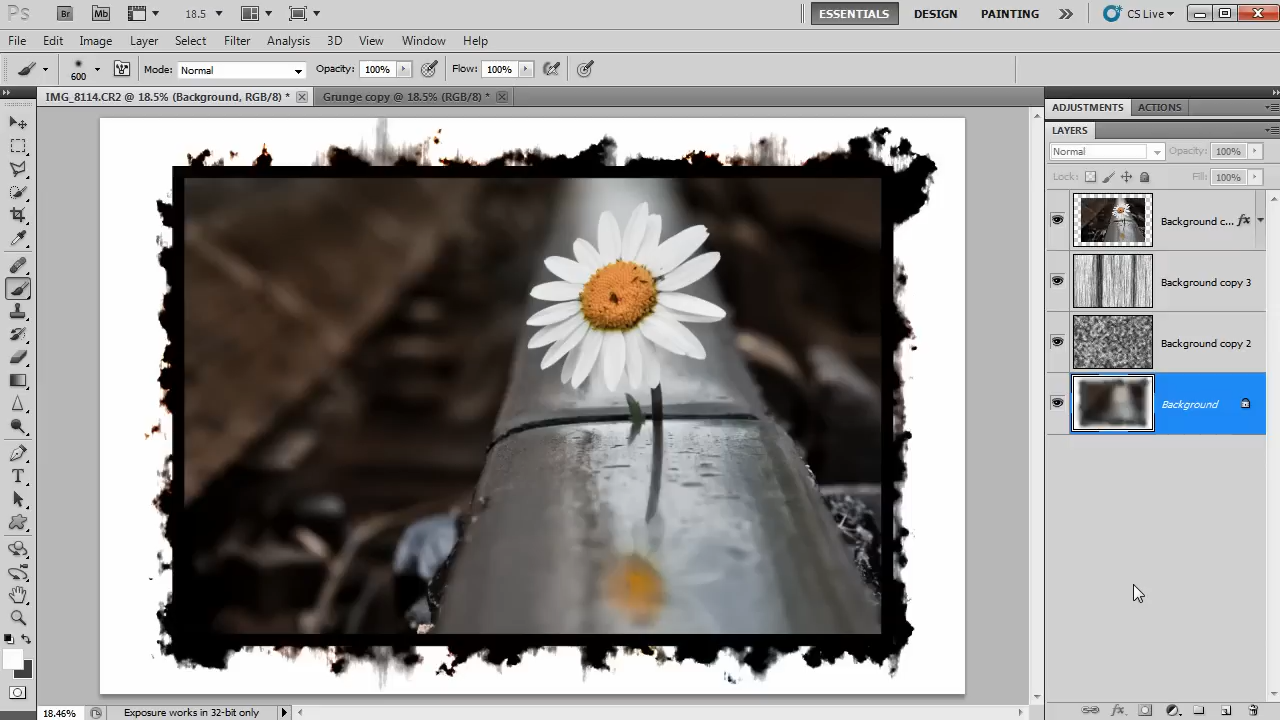 Ps Br Mb 18.5 ESSENTIALS DESIGN PAINTING CS Live
File Edit Image Layer Select Filter Analysis 3D View Window Help
600 Mode: Normal Opacity: 100% Flow: 100%
IMG_8114.CR2 @ 18.5% (Background, RGB/8) * Grunge copy @ 18.5% (RGB/8) *
ADJUSTMENTS ACTIONS
LAYERS
Normal Opacity: 100%
Lock: Fill: 100%
Background c... fx
Background copy 3
Background copy 2
Background
18.46% Exposure works in 32-bit only
fx